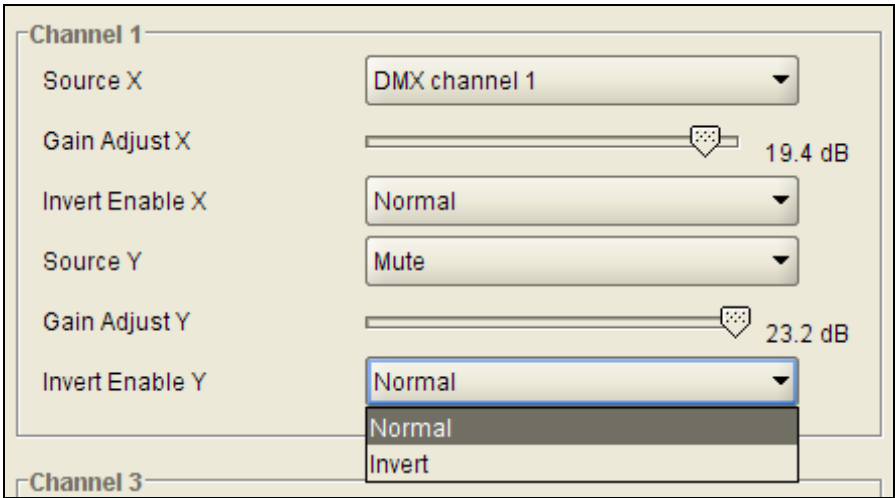 Channel 1
Source X DMX channel 1
Gain Adjust X 19.4 dB
Invert Enable X Normal
Source Y Mute
Gain Adjust Y 23.2 dB
Invert Enable Y Normal
Normal
Invert
Channel 3